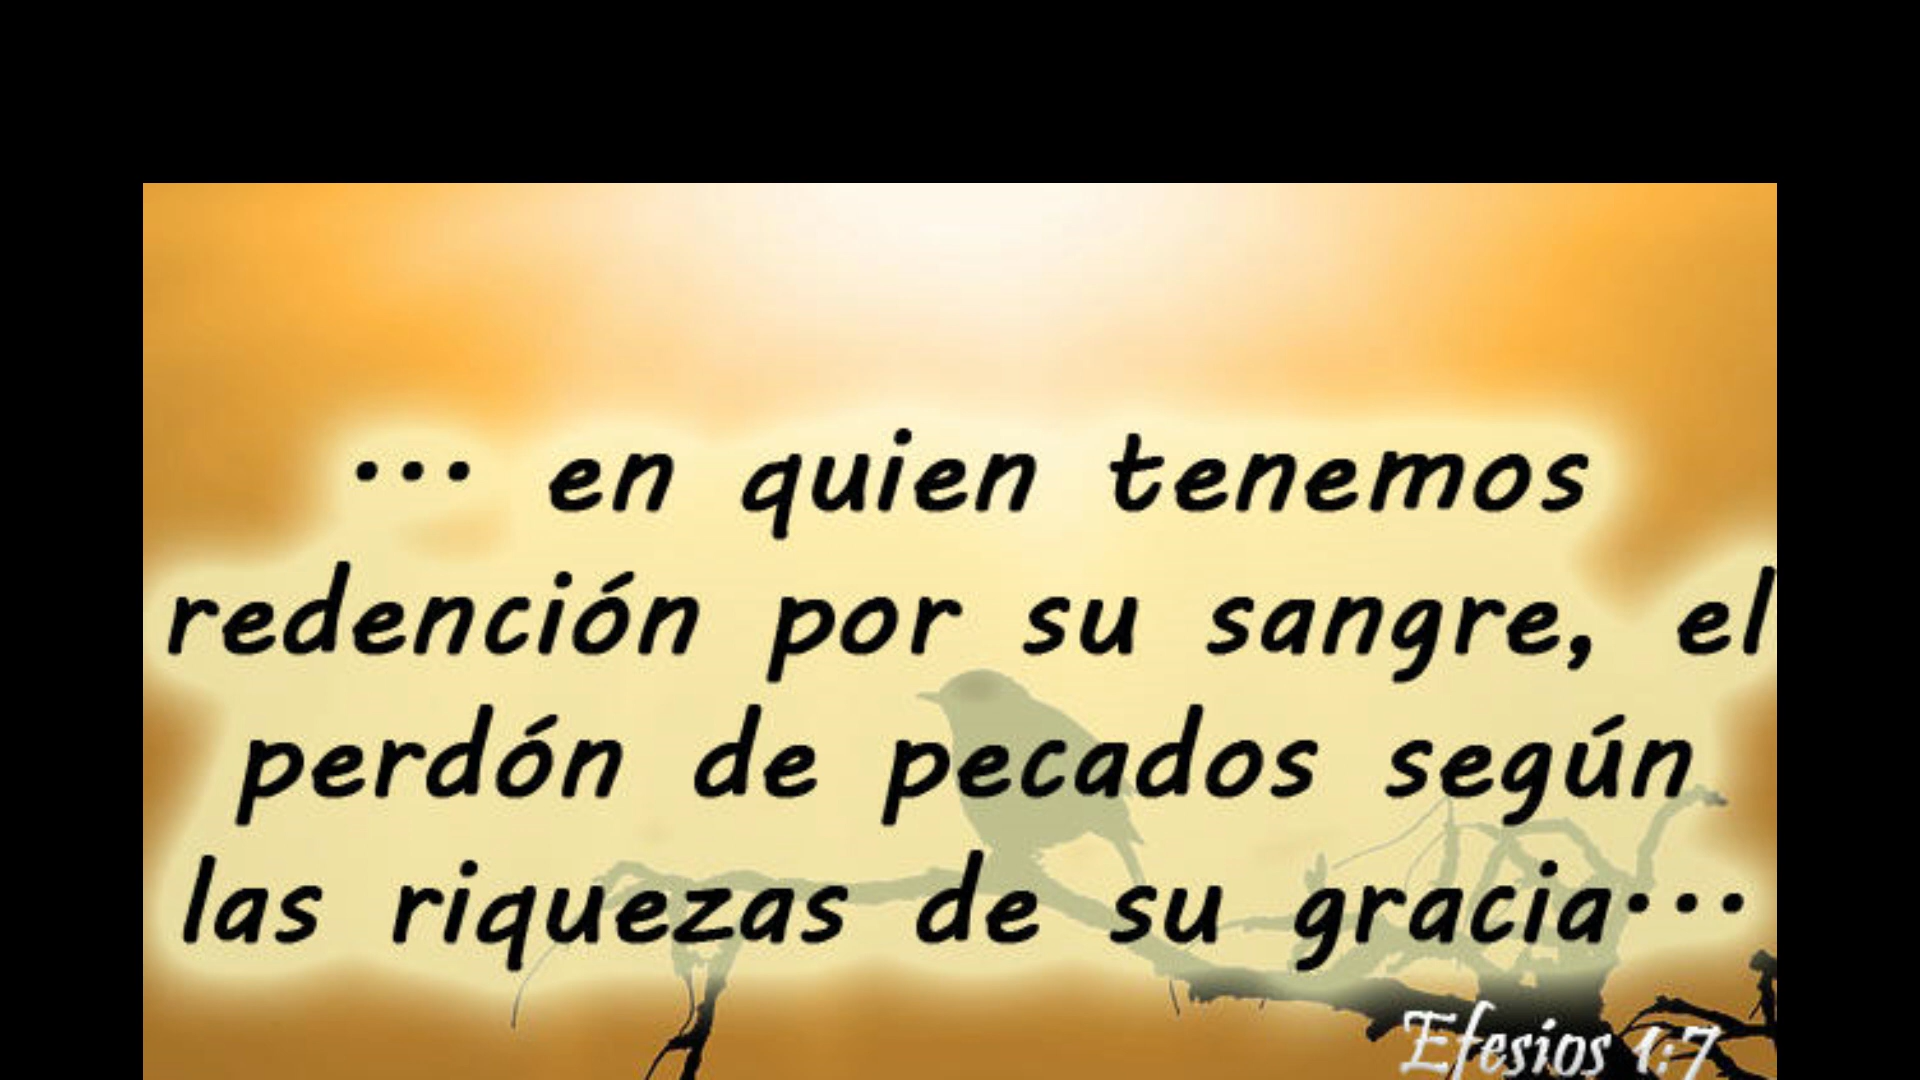 ... en quien tenemos
redención por su sangre, el
perdón de pecados según
las riquezas de su gracia...
Efesios 1:7